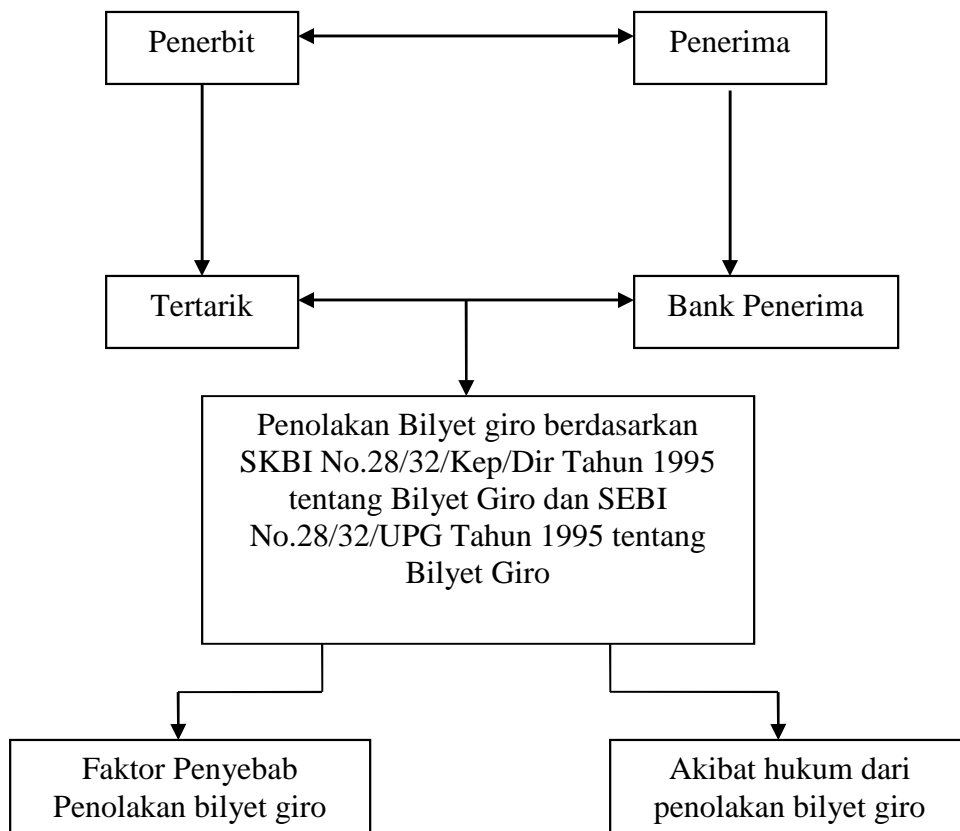 Penerbit
Penerima
Tertarik
Bank Penerima
Penolakan Bilyet giro berdasarkan
SKBI No.28/32/Kep/Dir Tahun 1995
tentang Bilyet Giro dan SEBI
No.28/32/UPG Tahun 1995 tentang
Bilyet Giro
Faktor Penyebab
Penolakan bilyet giro
Akibat hukum dari
penolakan bilyet giro